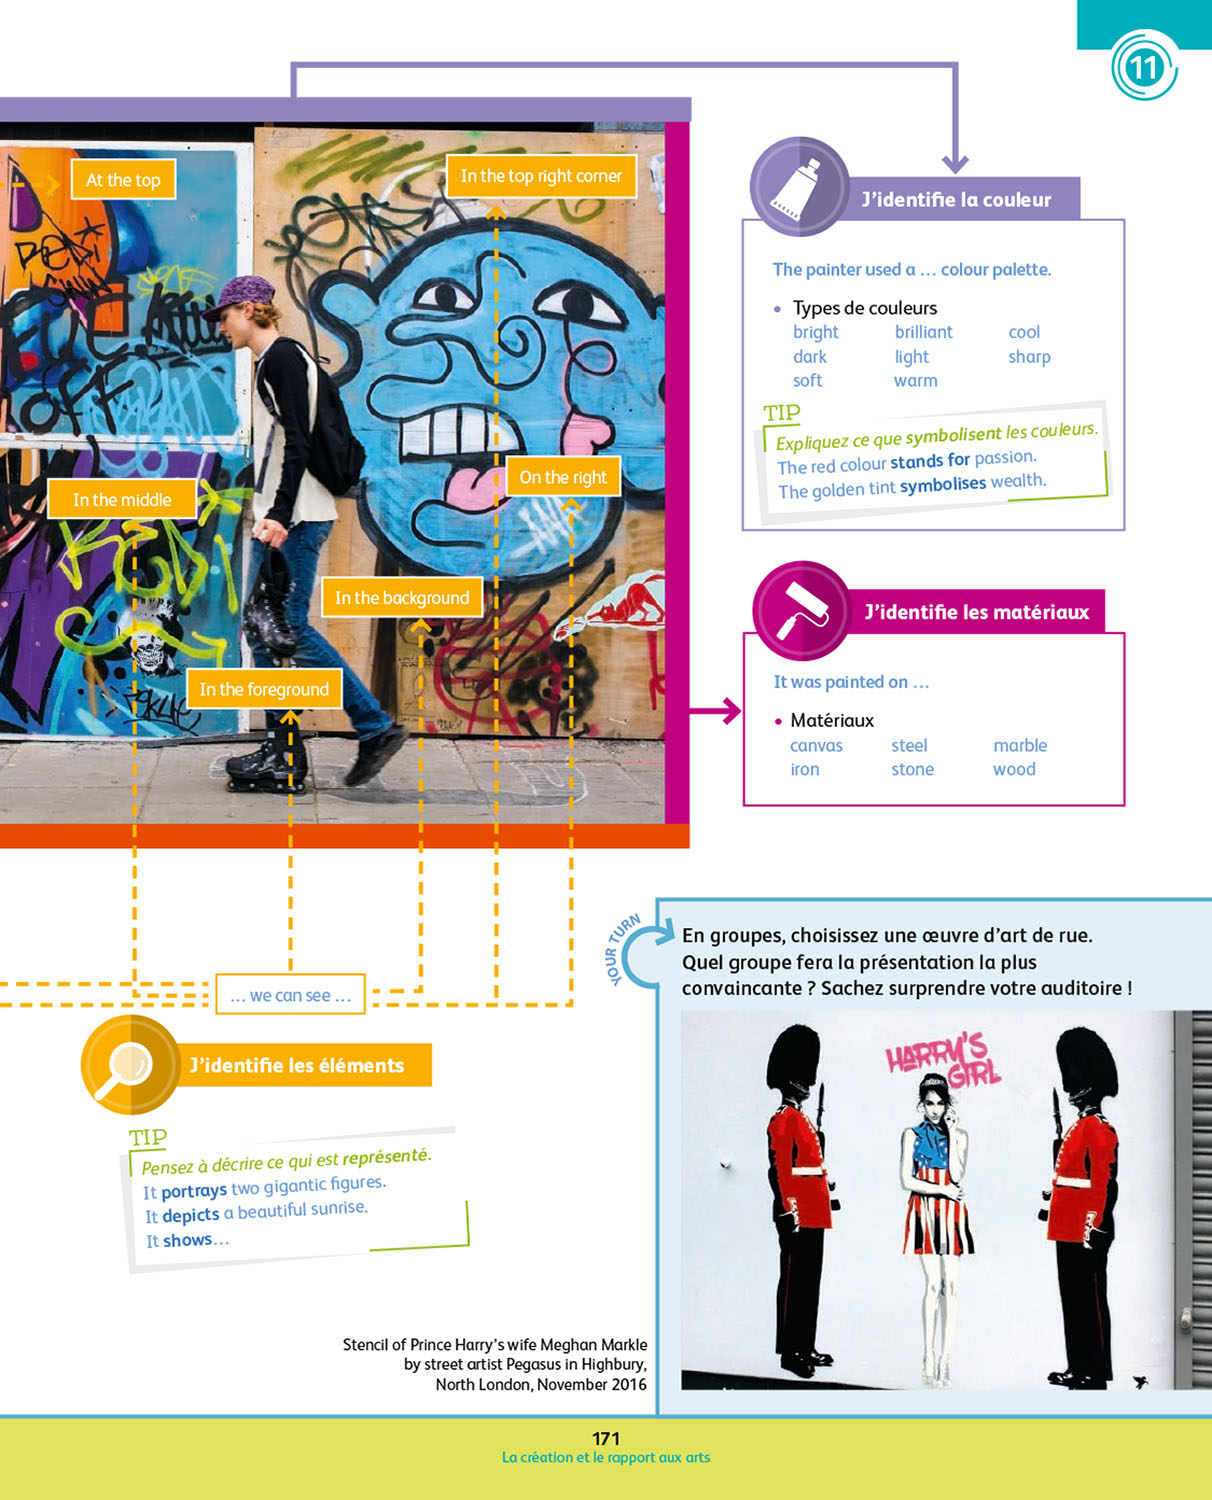 11
At the top
In the top right corner
In the middle
On the right
In the background
In the foreground
… we can see …
J'identifie la couleur
The painter used a … colour palette.
• Types de couleurs
bright brilliant cool
dark light sharp
soft warm
TIP
Expliquez ce que symbolisent les couleurs.
The red colour stands for passion.
The golden tint symbolises wealth.
J'identifie les matériaux
It was painted on …
• Matériaux
canvas steel marble
iron stone wood
J'identifie les éléments
TIP
Pensez à décrire ce qui est représenté.
It portrays two gigantic figures.
It depicts a beautiful sunrise.
It shows…
YOUR TURN
En groupes, choisissez une œuvre d'art de rue.
Quel groupe fera la présentation la plus
convaincante ? Sachez surprendre votre auditoire !
HARRY'S
GIRL
Stencil of Prince Harry's wife Meghan Markle
by street artist Pegasus in Highbury,
North London, November 2016
171
La création et le rapport aux arts